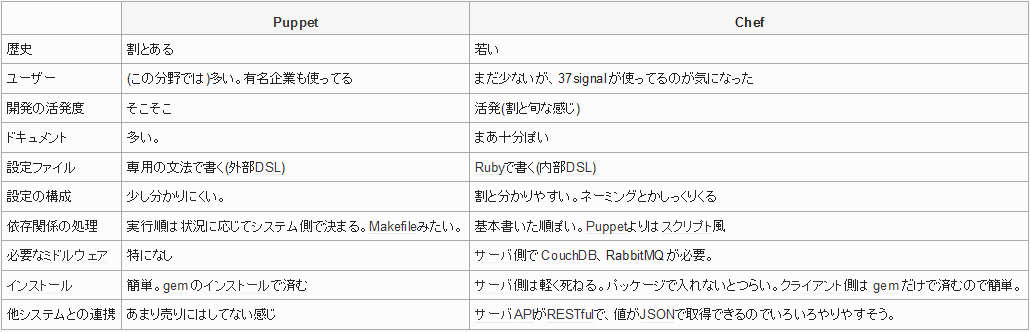 Puppet Chef
歴史 割とある 若い
ユーザー (この分野では)多い。有名企業も使ってる まだ少ないが、37signalが使ってるのが気になった
開発の活発度 そこそこ 活発(割と旬な感じ)
ドキュメント 多い。 まあ十分ぽい
設定ファイル 専用の文法で書く(外部DSL) Rubyで書く(内部DSL)
設定の構成 少し分かりにくい。 割と分かりやすい。ネーミングとかしっくりくる
依存関係の処理 実行順は状況に応じてシステム側で決まる。Makefileみたい。 基本書いた順ぽい。Puppetよりはスクリプト風
必要なミドルウェア 特になし サーバ側でCouchDB、RabbitMQが必要。
インストール 簡単。gemのインストールで済む サーバ側は軽く死ねる。パッケージで入れないとつらい。クライアント側は gemだけで済むので簡単。
他システムとの連携 あまり売りにはしてない感じ サーバAPIがRESTfulで、値がJSONで取得できるのでいろいろやりやすそう。